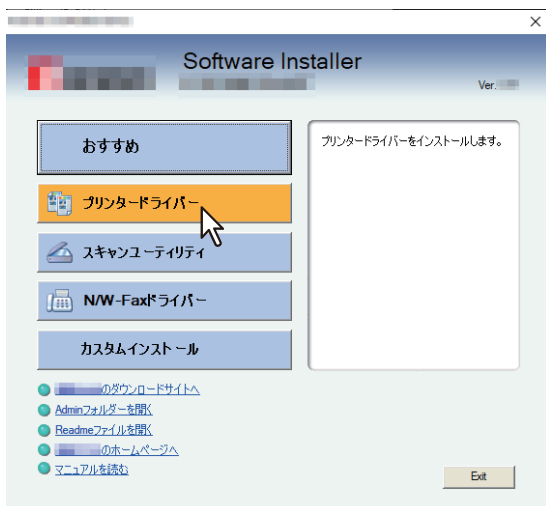 Software Installer
Ver.
おすすめ
プリンタードライバーをインストールします。
プリンタードライバー
スキャンユーティリティ
N/W-Faxドライバー
カスタムインストール
のダウンロードサイトへ
Adminフォルダーを開く
Readmeファイルを開く
のホームページへ
マニュアルを読む
Exit